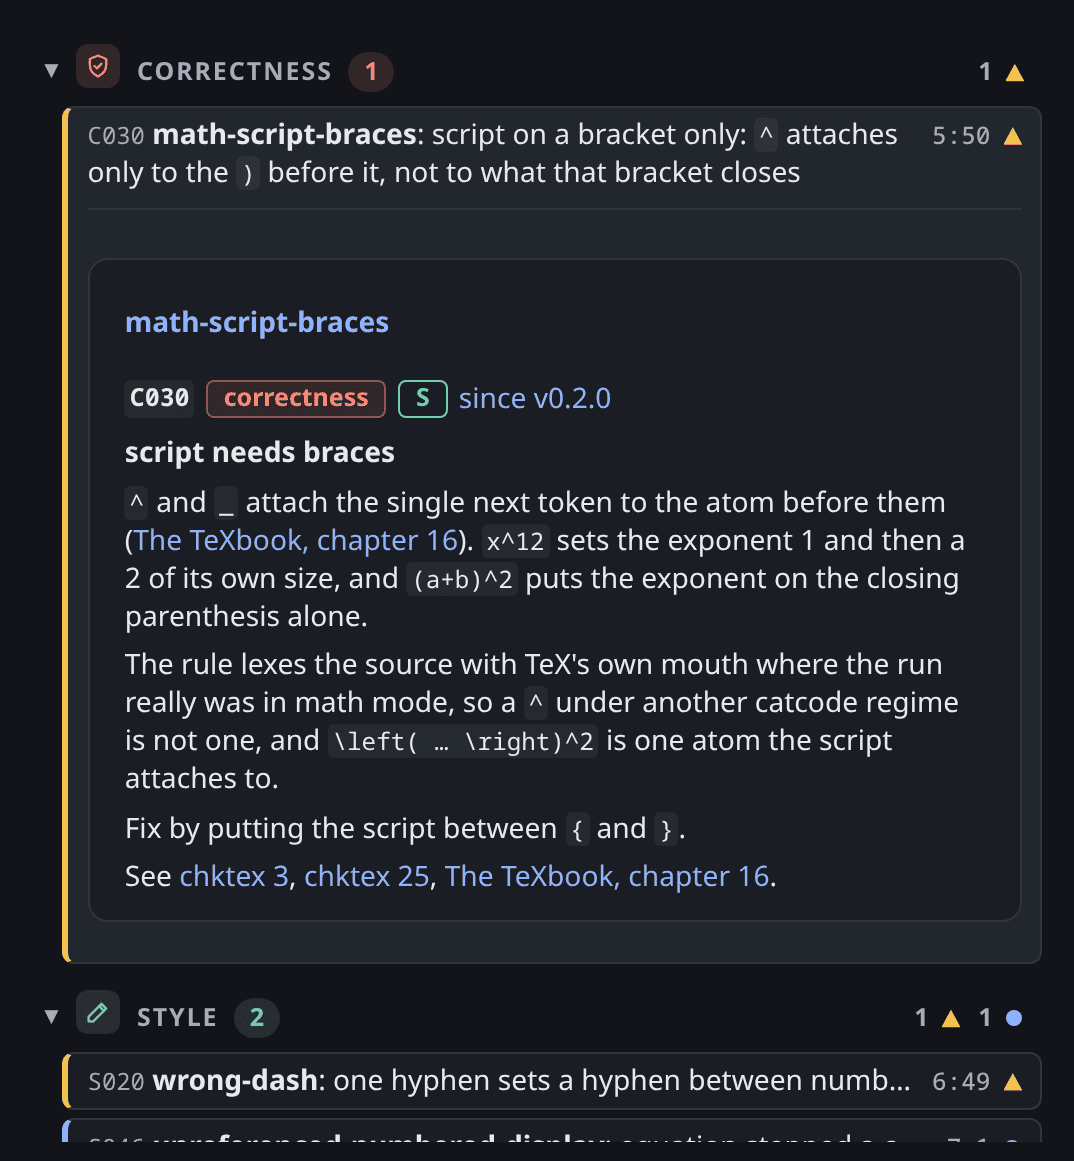 ▼ CORRECTNESS 1 1 ▲
C030 math-script-braces: script on a bracket only: ^ attaches 5:50 ▲
only to the ) before it, not to what that bracket closes
math-script-braces
C030 correctness S since v0.2.0
script needs braces
^ and _ attach the single next token to the atom before them
(The TeXbook, chapter 16). x^12 sets the exponent 1 and then a
2 of its own size, and (a+b)^2 puts the exponent on the closing
parenthesis alone.
The rule lexes the source with TeX's own mouth where the run
really was in math mode, so a ^ under another catcode regime
is not one, and \left( … \right)^2 is one atom the script
attaches to.
Fix by putting the script between { and }.
See chktex 3, chktex 25, The TeXbook, chapter 16.
▼ STYLE 2 1 ▲ 1 ●
S020 wrong-dash: one hyphen sets a hyphen between numb… 6:49 ▲
unreferenced-numbered-display: equation stepped a